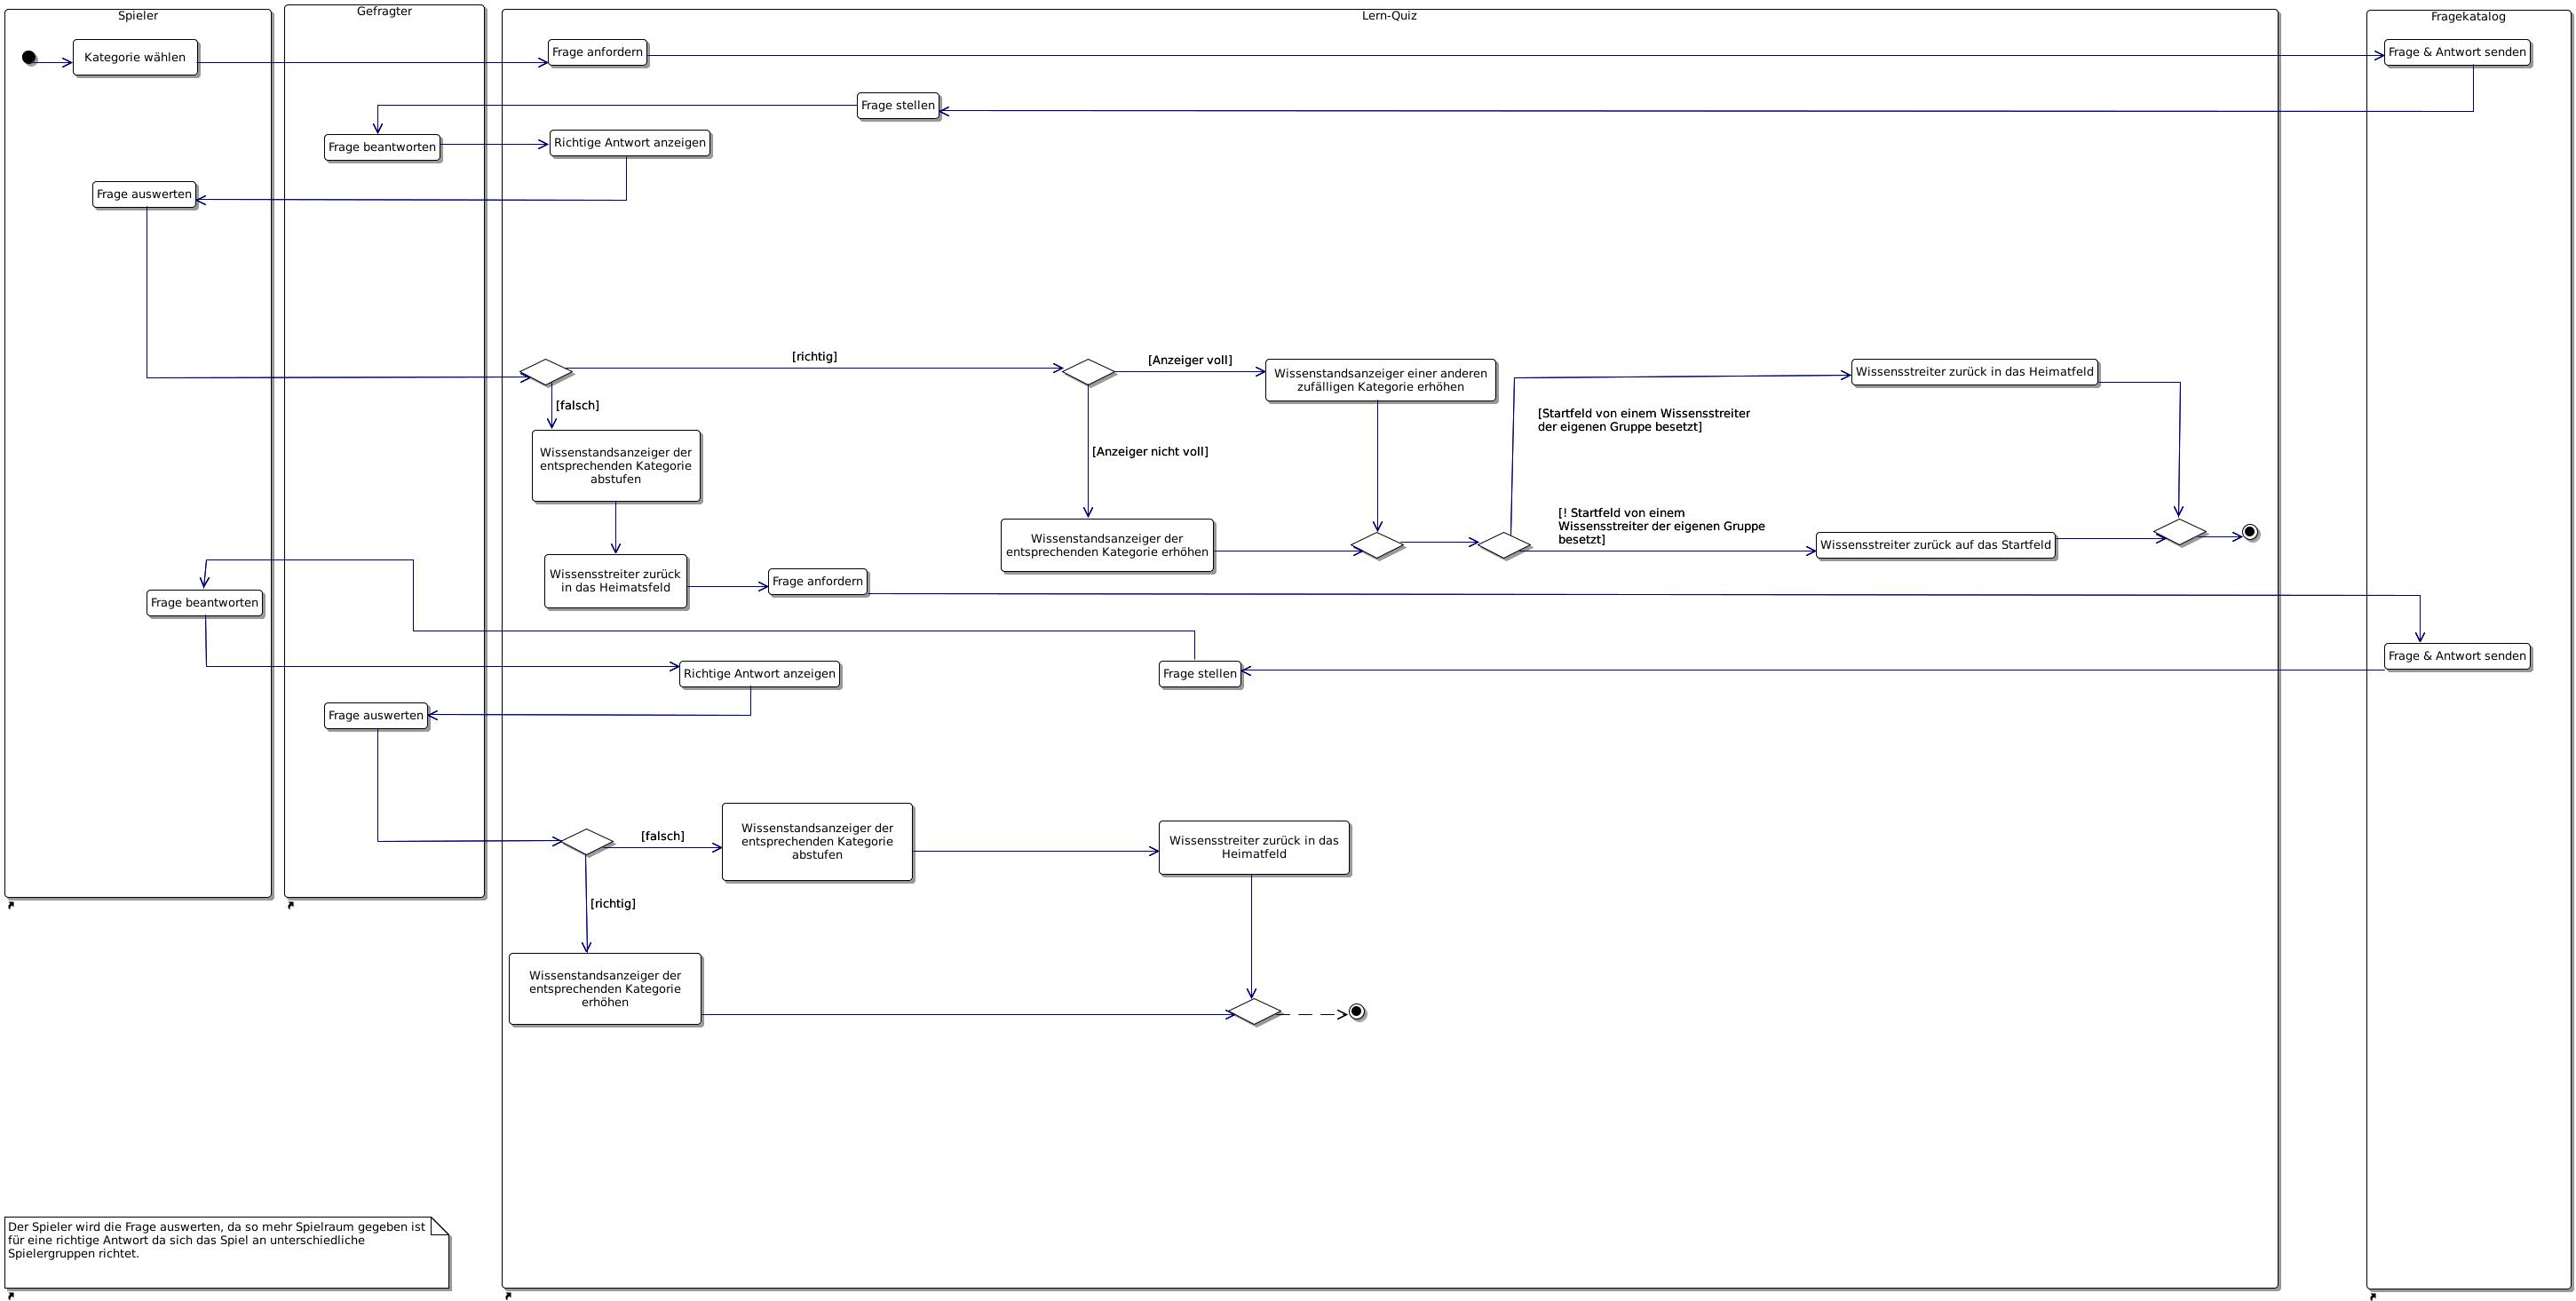 Spieler
Gefragter
Lern-Quiz
Fragekatalog
Kategorie wählen
Frage anfordern
Frage & Antwort senden
Frage stellen
Frage beantworten
Richtige Antwort anzeigen
Frage auswerten
[richtig]
[Anzeiger voll]
Wissenstandsanzeiger einer anderen
zufälligen Kategorie erhöhen
Wissensstreiter zurück in das Heimatfeld
[falsch]
[Startfeld von einem Wissensstreiter
der eigenen Gruppe besetzt]
Wissenstandsanzeiger der
entsprechenden Kategorie
abstufen
[Anzeiger nicht voll]
[! Startfeld von einem
Wissensstreiter der eigenen Gruppe
besetzt]
Wissenstandsanzeiger der
entsprechenden Kategorie erhöhen
Wissensstreiter zurück auf das Startfeld
Wissensstreiter zurück
in das Heimatsfeld
Frage anfordern
Frage beantworten
Frage & Antwort senden
Richtige Antwort anzeigen
Frage stellen
Frage auswerten
[falsch]
Wissenstandsanzeiger der
entsprechenden Kategorie
abstufen
Wissensstreiter zurück in das
Heimatfeld
[richtig]
Wissenstandsanzeiger der
entsprechenden Kategorie
erhöhen
Der Spieler wird die Frage auswerten, da so mehr Spielraum gegeben ist
für eine richtige Antwort da sich das Spiel an unterschiedliche
Spielergruppen richtet.